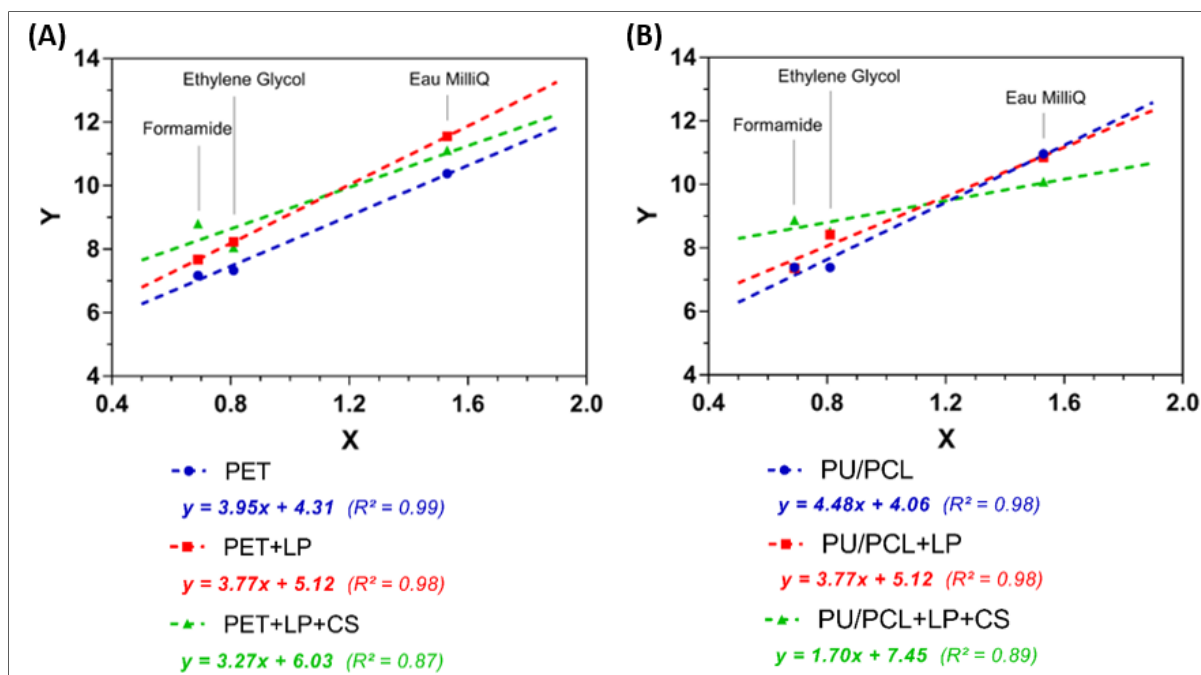 (A)
14
12
10
8
6
4
Y
Formamide
Ethylene Glycol
Eau MilliQ
0.4
0.8
1.2
1.6
2.0
X
PET
y = 3.95x + 4.31 (R² = 0.99)
PET+LP
y = 3.77x + 5.12 (R² = 0.98)
PET+LP+CS
y = 3.27x + 6.03 (R² = 0.87)
(B)
14
12
10
8
6
4
Y
Formamide
Ethylene Glycol
Eau MilliQ
0.4
0.8
1.2
1.6
2.0
X
PU/PCL
y = 4.48x + 4.06 (R² = 0.98)
PU/PCL+LP
y = 3.77x + 5.12 (R² = 0.98)
PU/PCL+LP+CS
y = 1.70x + 7.45 (R² = 0.89)